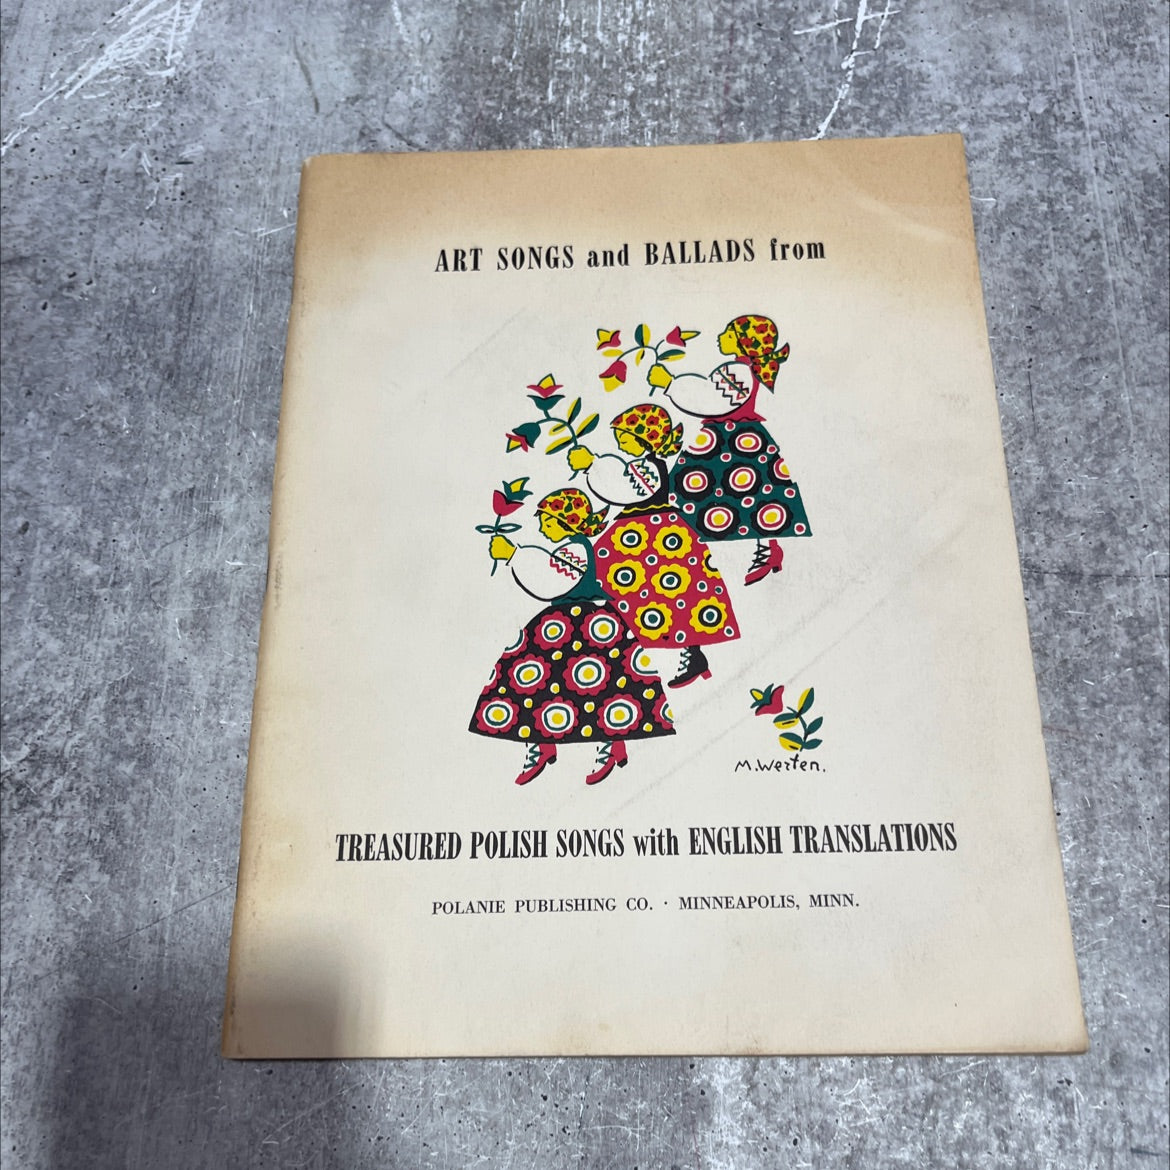 ART SONGS and BALLADS from
M. Werten.
TREASURED POLISH SONGS with ENGLISH TRANSLATIONS
POLANIE PUBLISHING CO. · MINNEAPOLIS, MINN.